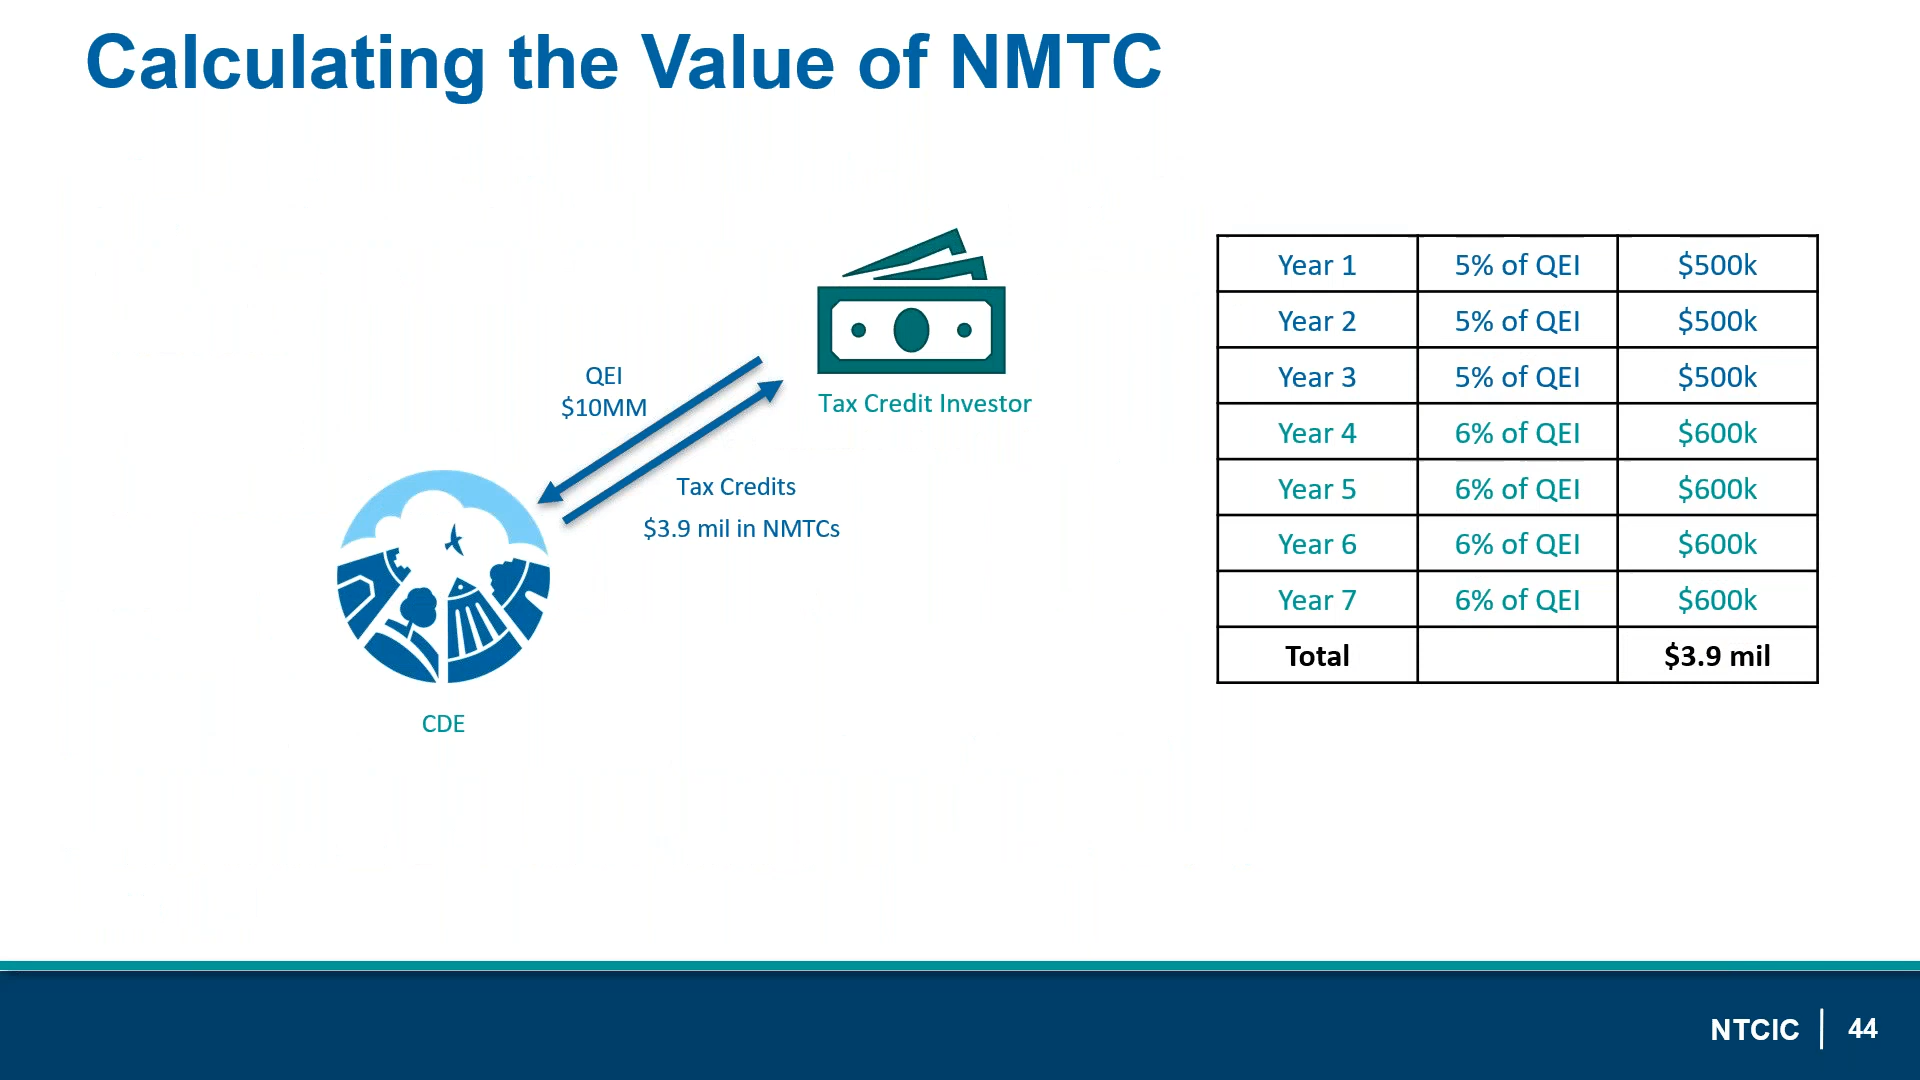 Calculating the Value of NMTC
QEI
$10MM
Tax Credit Investor
Tax Credits
$3.9 mil in NMTCs
CDE
Year 1 5% of QEI $500k
Year 2 5% of QEI $500k
Year 3 5% of QEI $500k
Year 4 6% of QEI $600k
Year 5 6% of QEI $600k
Year 6 6% of QEI $600k
Year 7 6% of QEI $600k
Total $3.9 mil
NTCIC 44